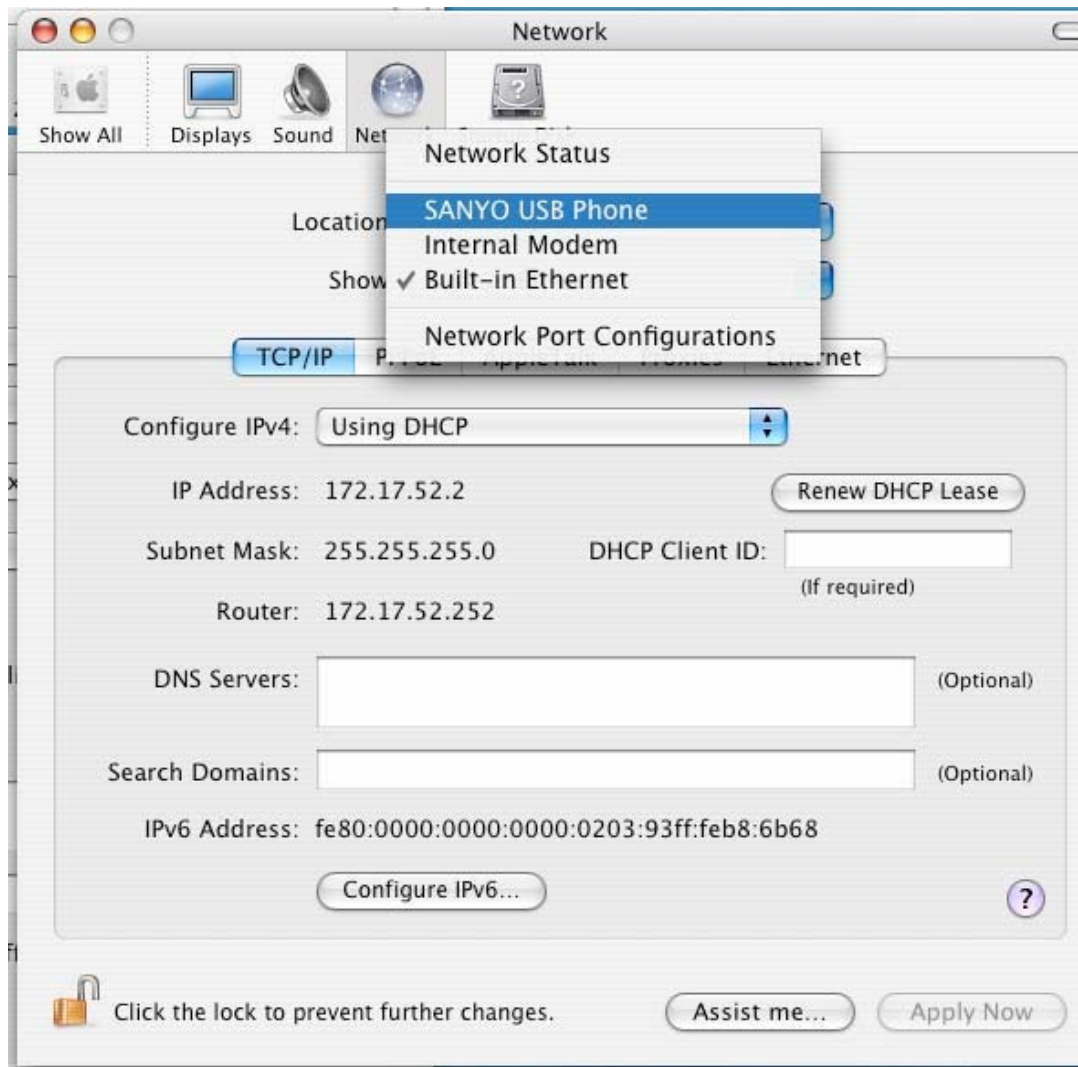 Network
Show All
Displays
Sound
Network Status
Location
SANYO USB Phone
Internal Modem
Show
✓ Built-in Ethernet
Network Port Configurations
TCP/IP
Configure IPv4: Using DHCP
IP Address: 172.17.52.2
Renew DHCP Lease
Subnet Mask: 255.255.255.0
DHCP Client ID:
(If required)
Router: 172.17.52.252
DNS Servers:
(Optional)
Search Domains:
(Optional)
IPv6 Address: fe80:0000:0000:0000:0203:93ff:feb8:6b68
Configure IPv6...
?
Click the lock to prevent further changes.
Assist me...
Apply Now